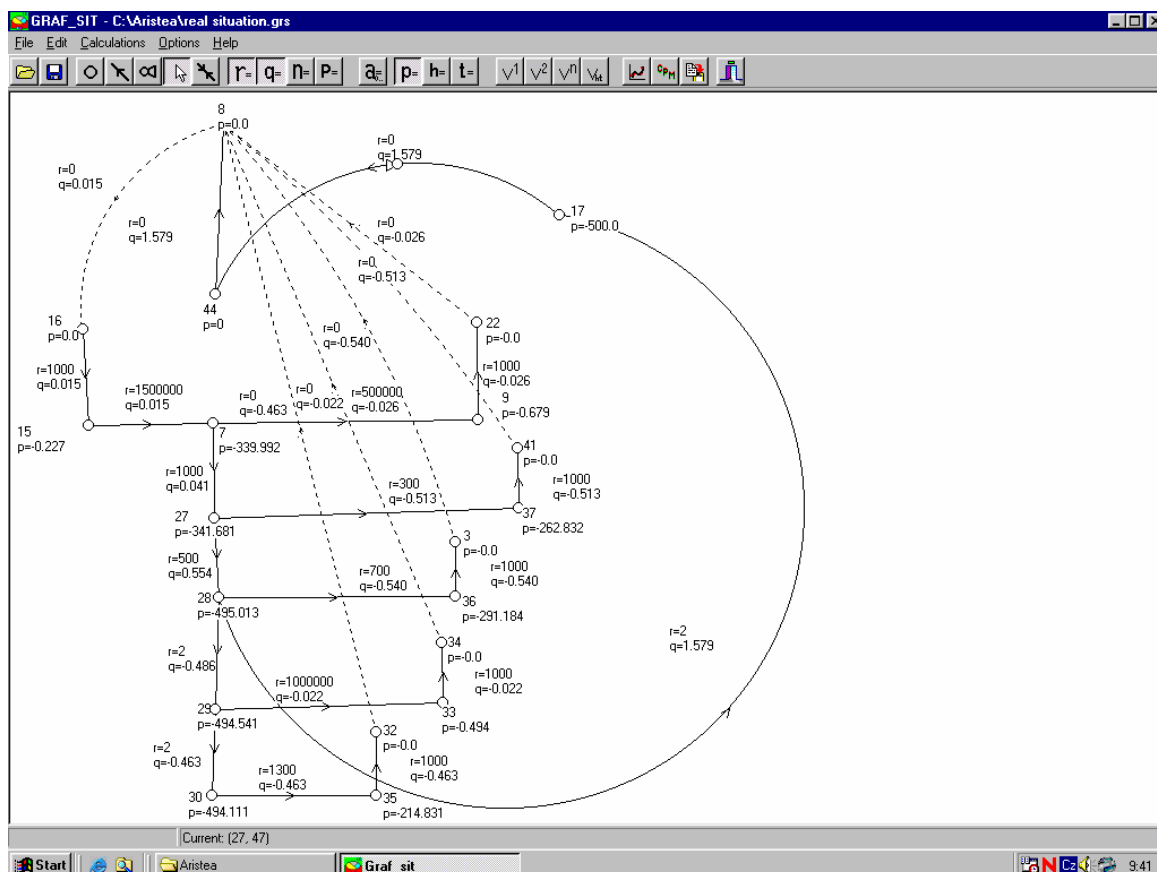 GRAF_SIT - C:\Aristea\real situation.grs
File Edit Calculations Options Help
r= q= n= P= a= p= h= t= V1 V2 Vn Vht CPM
8
p=0.0
r=0
q=1.579
r=0
q=0.015
17
p=-500.0
r=0
q=1.579
r=0
q=-0.026
r=0
q=-0.513
44
p=0
16
p=0.0
22
p=-0.0
r=0
q=-0.540
r=1000
q=0.015
r=1500000
q=0.015
r=0
q=-0.463
r=0
q=-0.022
r=500000
q=-0.026
r=1000
q=-0.026
9
p=-0.679
15
p=-0.227
7
p=-339.992
41
p=-0.0
r=1000
q=0.041
r=300
q=-0.513
r=1000
q=-0.513
27
p=-341.681
37
p=-262.832
3
p=-0.0
r=500
q=0.554
r=700
q=-0.540
r=1000
q=-0.540
28
p=-495.013
36
p=-291.184
34
p=-0.0
r=2
q=1.579
r=2
q=-0.486
r=1000000
q=-0.022
r=1000
q=-0.022
29
p=-494.541
33
p=-0.494
32
p=-0.0
r=2
q=-0.463
r=1300
q=-0.463
r=1000
q=-0.463
30
p=-494.111
35
p=-214.831
Current: (27, 47)
Start Aristea Graf_sit N Cz 9:41